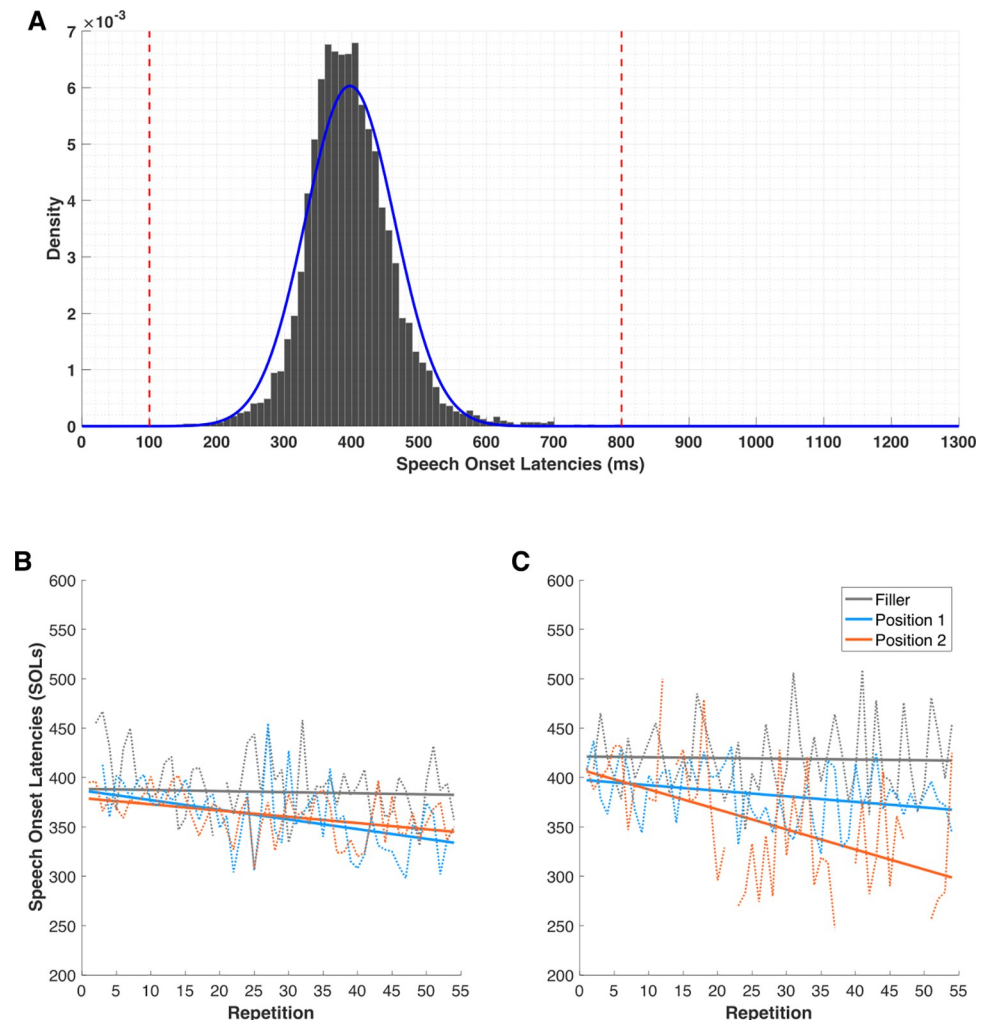 A
×10⁻³
7
6
5
4
3
2
1
0
Density
0 100 200 300 400 500 600 700 800 900 1000 1100 1200 1300
Speech Onset Latencies (ms)
B
600
550
500
450
400
350
300
250
200
Speech Onset Latencies (SOLs)
0 5 10 15 20 25 30 35 40 45 50 55
Repetition
C
600
550
500
450
400
350
300
250
200
Filler
Position 1
Position 2
0 5 10 15 20 25 30 35 40 45 50 55
Repetition